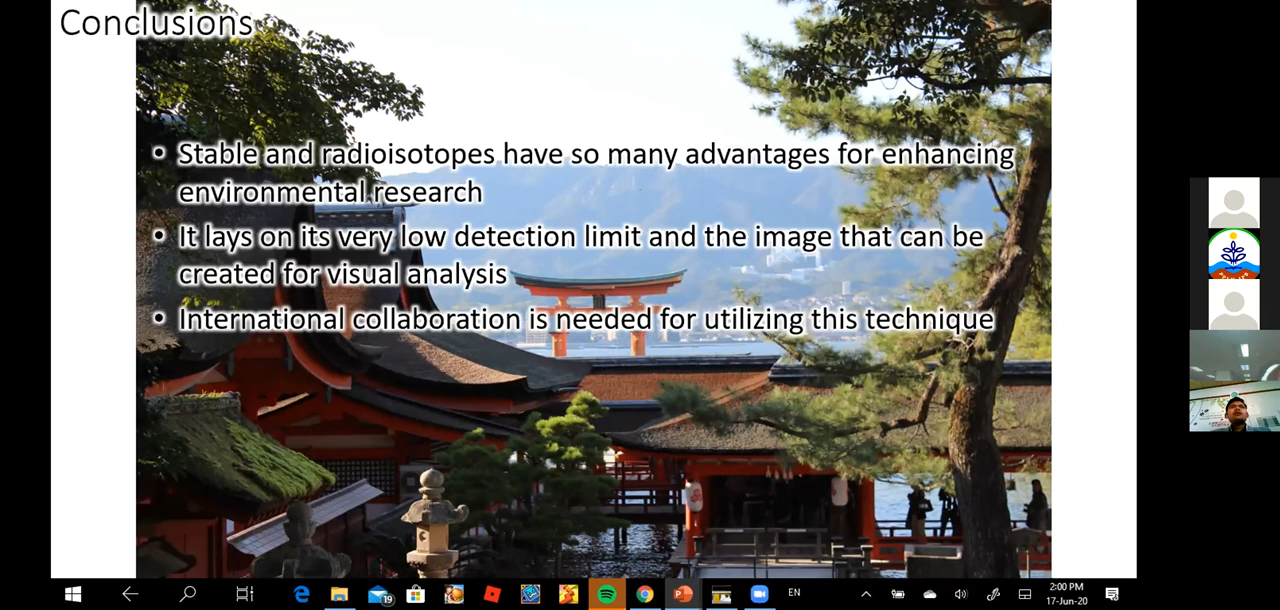 Conclusions
• Stable and radioisotopes have so many advantages for enhancing
environmental research
• It lays on its very low detection limit and the image that can be
created for visual analysis
• International collaboration is needed for utilizing this technique
19
EN
2:00 PM
17-Jun-20